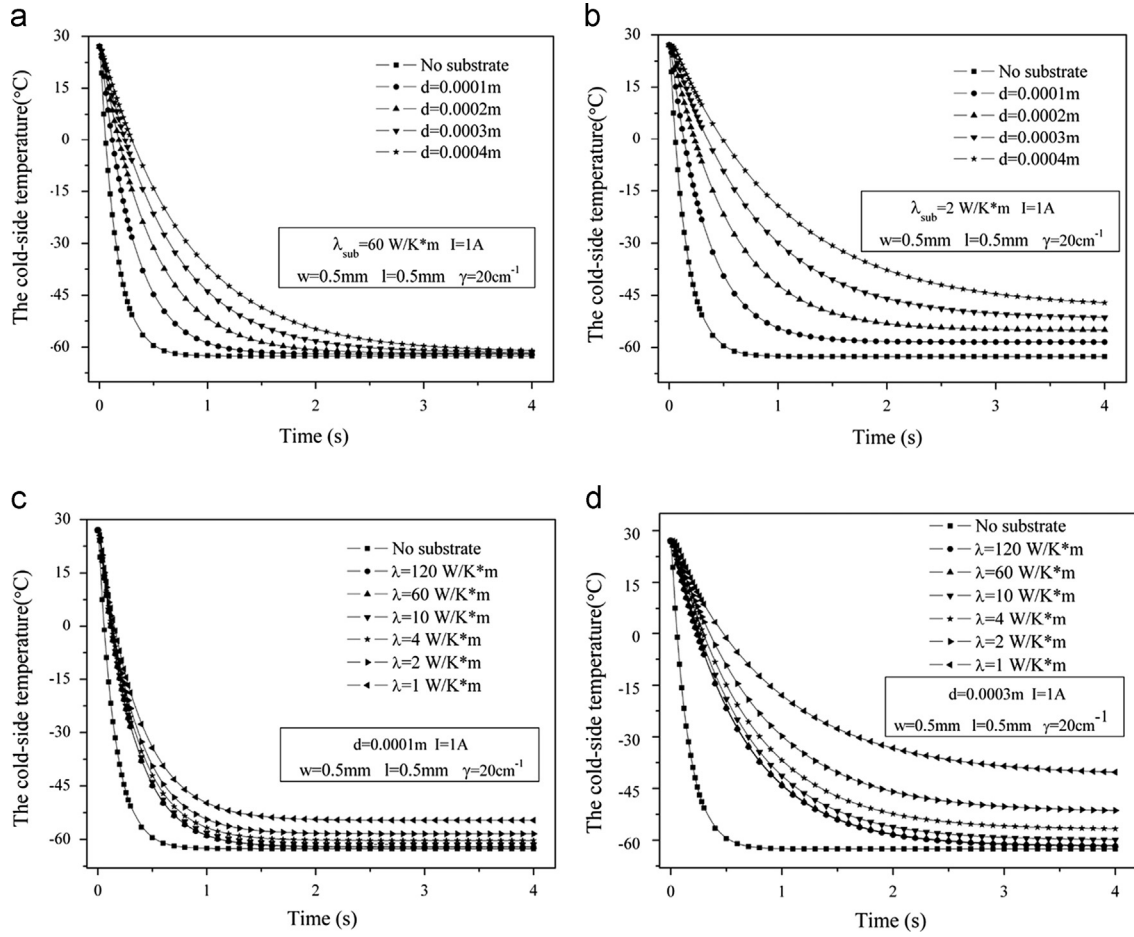 a
30
15
0
-15
-30
-45
-60
The cold-side temperature(°C)
No substrate
d=0.0001m
d=0.0002m
d=0.0003m
d=0.0004m
λsub=60 W/K*m I=1A
w=0.5mm l=0.5mm γ=20cm⁻¹
0 1 2 3 4
Time (s)
b
30
15
0
-15
-30
-45
-60
The cold-side temperature(°C)
No substrate
d=0.0001m
d=0.0002m
d=0.0003m
d=0.0004m
λsub=2 W/K*m I=1A
w=0.5mm l=0.5mm γ=20cm⁻¹
0 1 2 3 4
Time (s)
c
30
15
0
-15
-30
-45
-60
The cold-side temperature(°C)
No substrate
λ=120 W/K*m
λ=60 W/K*m
λ=10 W/K*m
λ=4 W/K*m
λ=2 W/K*m
λ=1 W/K*m
d=0.0001m I=1A
w=0.5mm l=0.5mm γ=20cm⁻¹
0 1 2 3 4
Time (s)
d
30
15
0
-15
-30
-45
-60
The cold-side temperature(°C)
No substrate
λ=120 W/K*m
λ=60 W/K*m
λ=10 W/K*m
λ=4 W/K*m
λ=2 W/K*m
λ=1 W/K*m
d=0.0003m I=1A
w=0.5mm l=0.5mm γ=20cm⁻¹
0 1 2 3 4
Time (s)